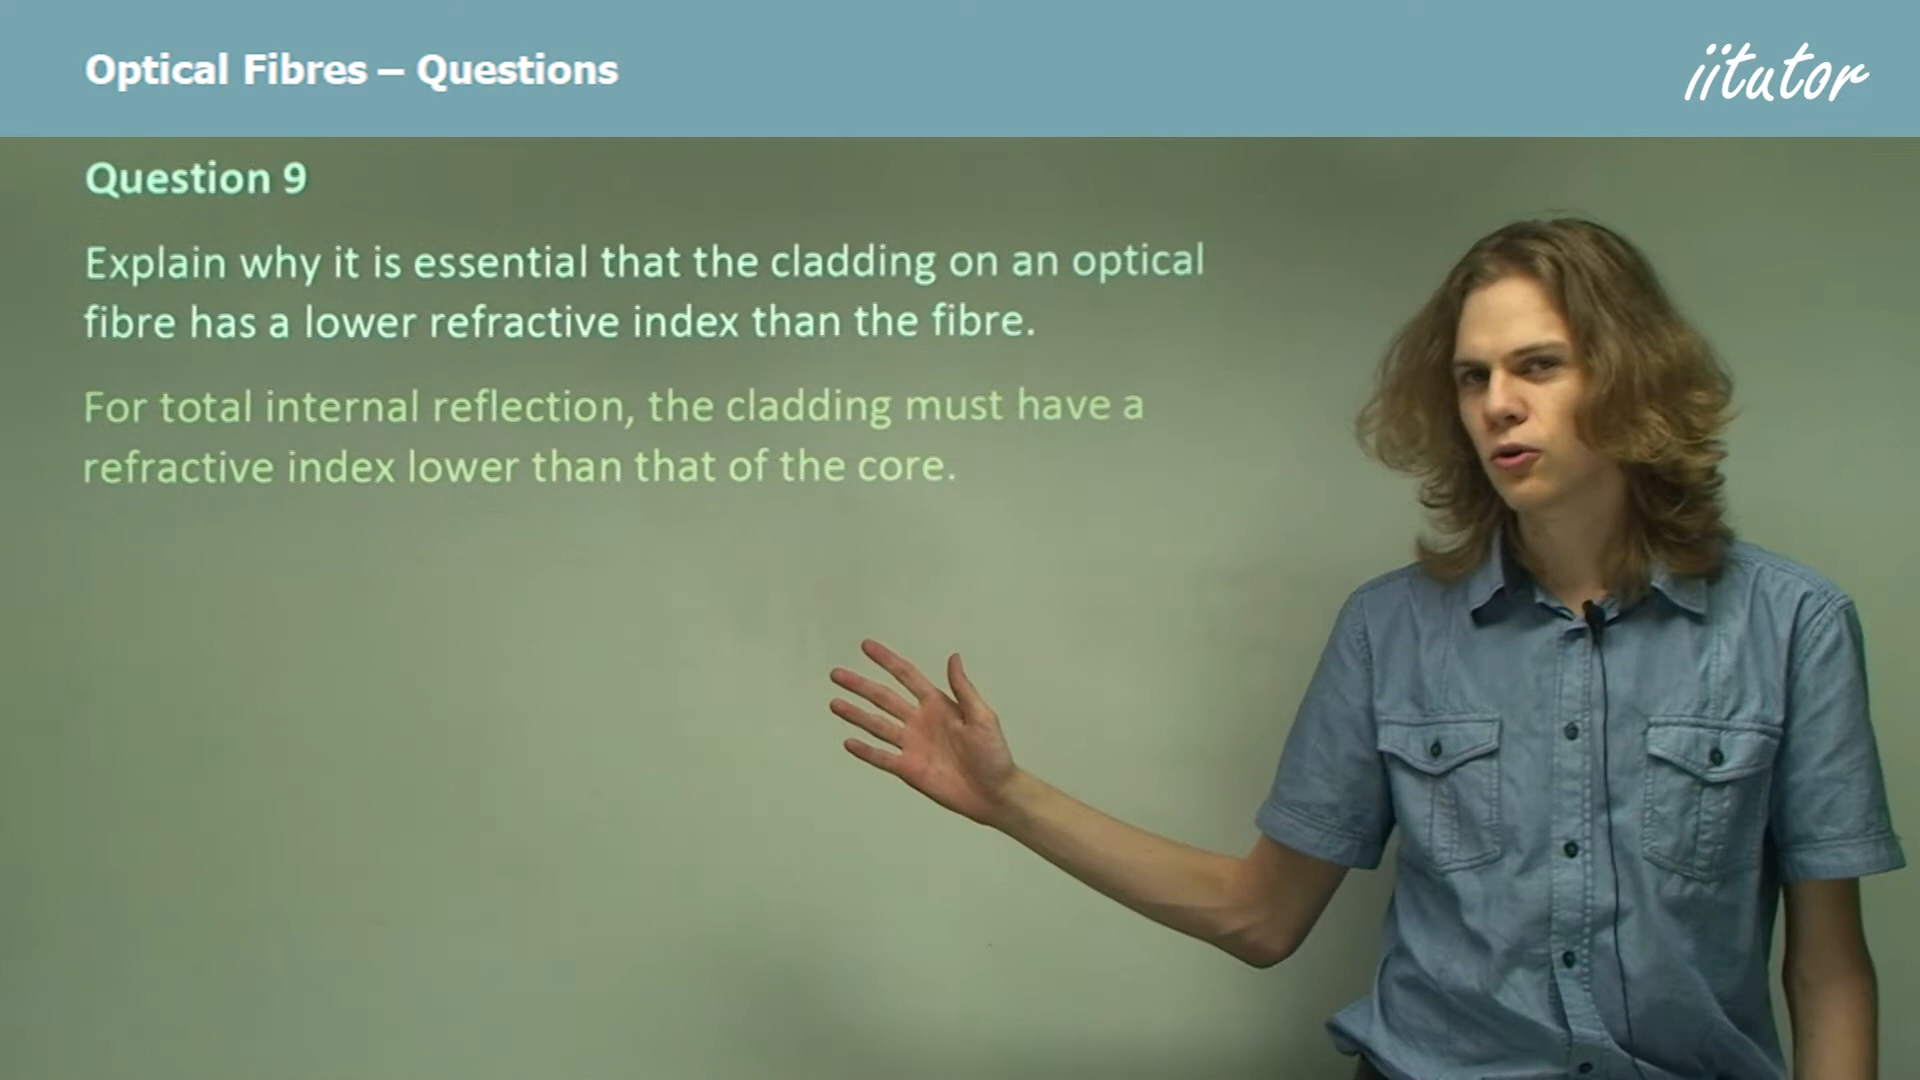 Optical Fibres – Questions
iitutor
Question 9
Explain why it is essential that the cladding on an optical
fibre has a lower refractive index than the fibre.
For total internal reflection, the cladding must have a
refractive index lower than that of the core.